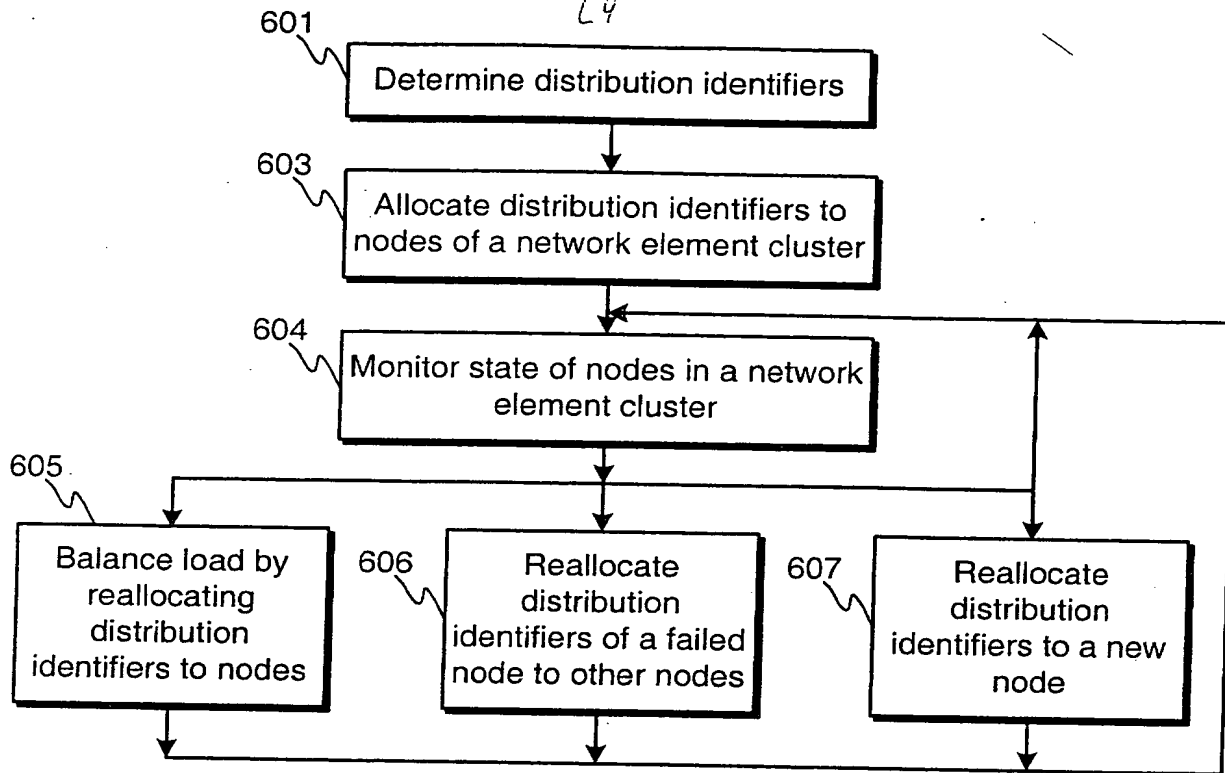 601
Determine distribution identifiers
603
Allocate distribution identifiers to
nodes of a network element cluster
604
Monitor state of nodes in a network
element cluster
605
Balance load by
reallocating
distribution
identifiers to nodes
606
Reallocate
distribution
identifiers of a failed
node to other nodes
607
Reallocate
distribution
identifiers to a new
node